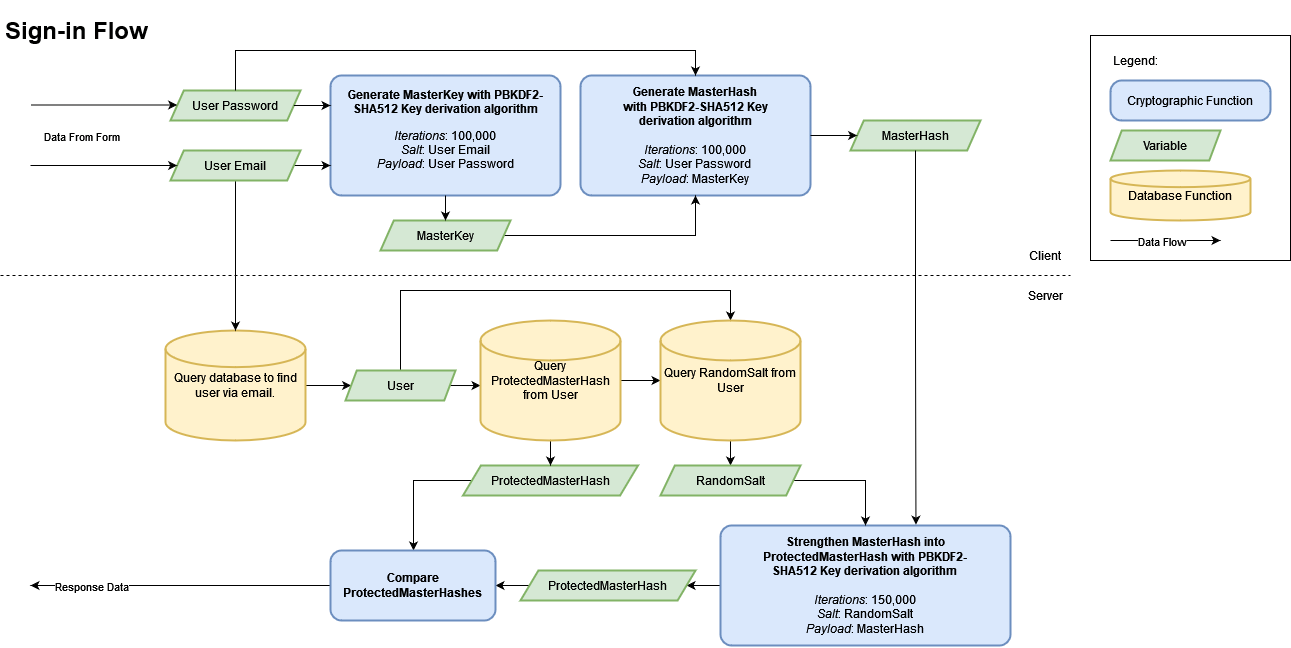 Sign-in Flow
Legend:
Cryptographic Function
Variable
Database Function
Data Flow
User Password
Data From Form
User Email
Generate MasterKey with PBKDF2-
SHA512 Key derivation algorithm
Iterations: 100,000
Salt: User Email
Payload: User Password
Generate MasterHash
with PBKDF2-SHA512 Key
derivation algorithm
Iterations: 100,000
Salt: User Password
Payload: MasterKey
MasterHash
MasterKey
Client
Server
Query database to find
user via email.
User
Query
ProtectedMasterHash
from User
Query RandomSalt from
User
ProtectedMasterHash
RandomSalt
Strengthen MasterHash into
ProtectedMasterHash with PBKDF2-
SHA512 Key derivation algorithm
Iterations: 150,000
Salt: RandomSalt
Payload: MasterHash
ProtectedMasterHash
Compare
ProtectedMasterHashes
Response Data